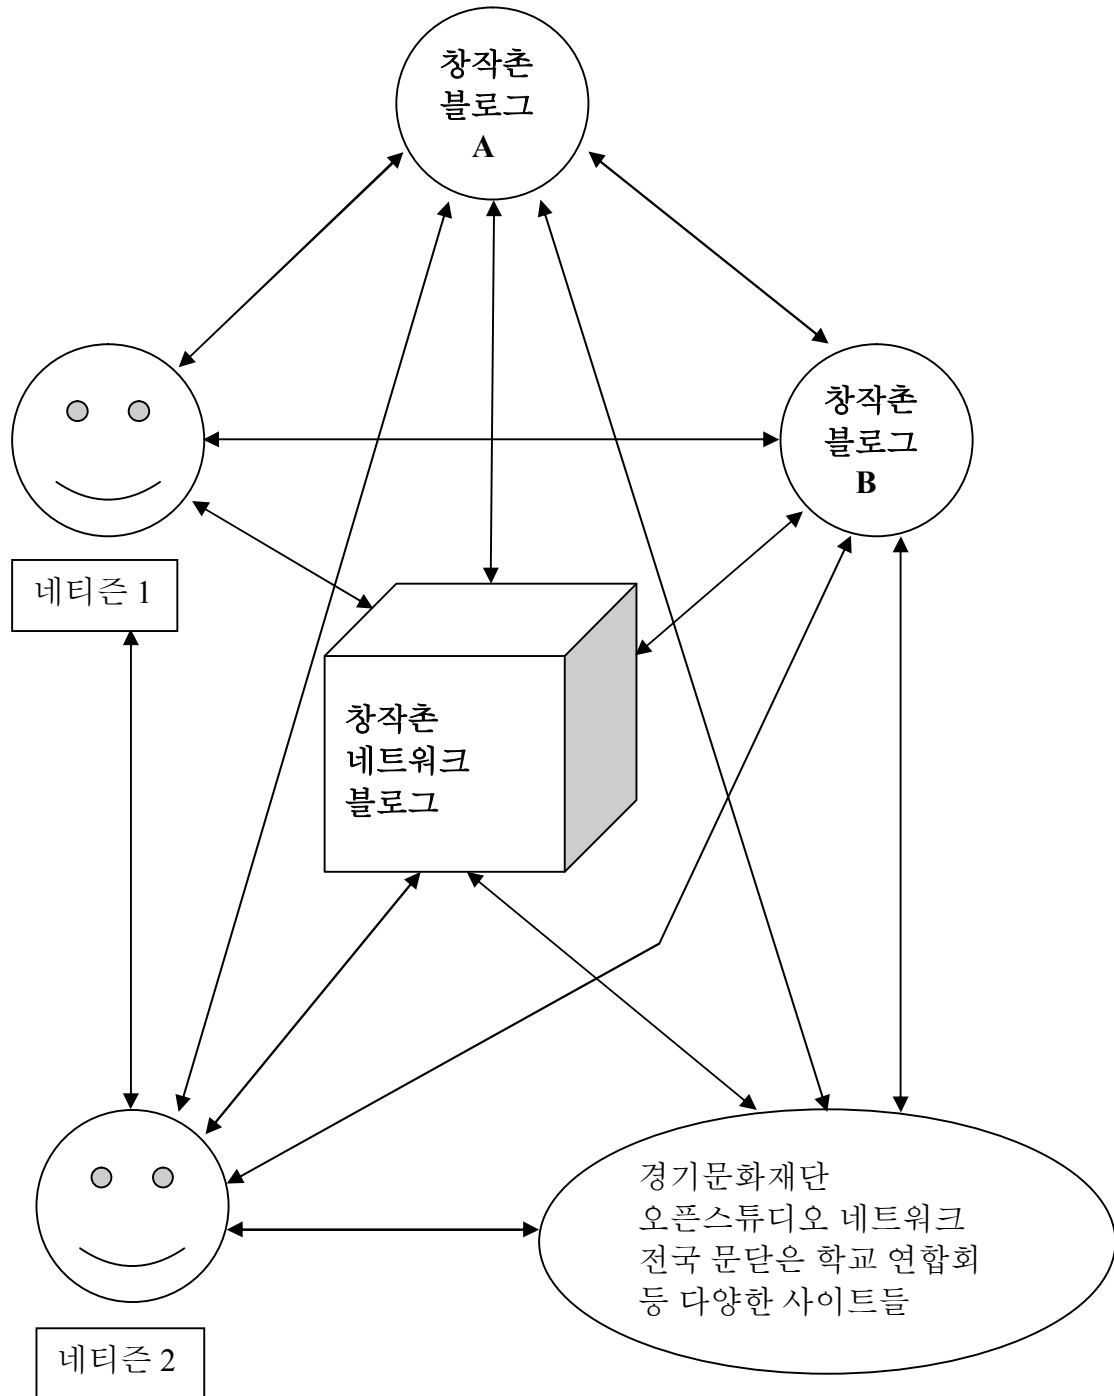 창작촌
블로그
A
창작촌
블로그
B
네티즌 1
창작촌
네트워크
블로그
경기문화재단
오픈스튜디오 네트워크
전국 문닫은 학교 연합회
등 다양한 사이트들
네티즌 2